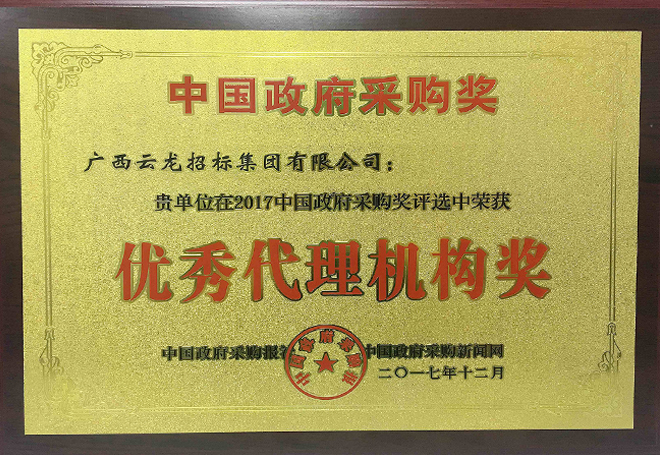 中国政府采购奖
广西云龙招标集团有限公司：
贵单位在2017中国政府采购奖评选中荣获
优秀代理机构奖
中国政府采购报 中国政府采购新闻网
二〇一七年十二月